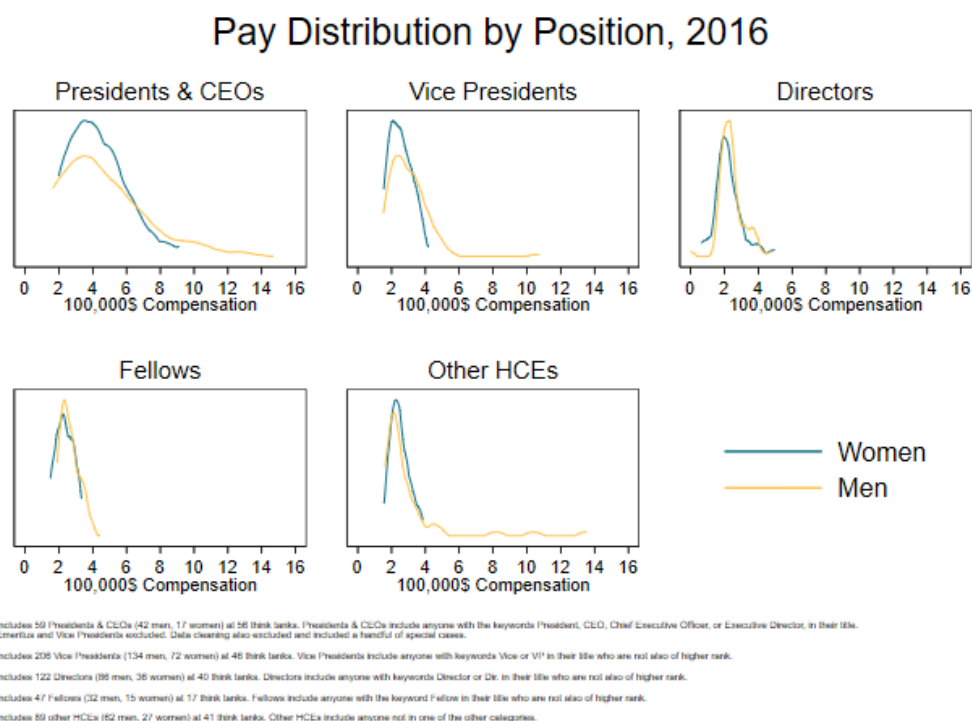 Pay Distribution by Position, 2016
Presidents & CEOs
Vice Presidents
Directors
0 2 4 6 8 10 12 14 16
0 2 4 6 8 10 12 14 16
0 2 4 6 8 10 12 14 16
100,000$ Compensation
100,000$ Compensation
100,000$ Compensation
Fellows
Other HCEs
Women
Men
0 2 4 6 8 10 12 14 16
0 2 4 6 8 10 12 14 16
100,000$ Compensation
100,000$ Compensation
ncludes 59 Presidents & CEOs (42 men, 17 women) at 56 think tanks. Presidents & CEOs include anyone with the keywords President, CEO, Chief Executive Officer, or Executive Director, in their title.
Emeritus and Vice Presidents excluded. Data cleaning also excluded and included a handful of special cases.
ncludes 206 Vice Presidents (134 men, 72 women) at 46 think tanks. Vice Presidents include anyone with keywords Vice or VP in their title who are not also of higher rank.
ncludes 122 Directors (86 men, 36 women) at 40 think tanks. Directors include anyone with keywords Director or Dir. in their title who are not also of higher rank.
ncludes 47 Fellows (32 men, 15 women) at 17 think tanks. Fellows include anyone with the keyword Fellow in their title who are not also of higher rank.
ncludes 89 other HCEs (62 men, 27 women) at 41 think tanks. Other HCEs include anyone not in one of the other categories.